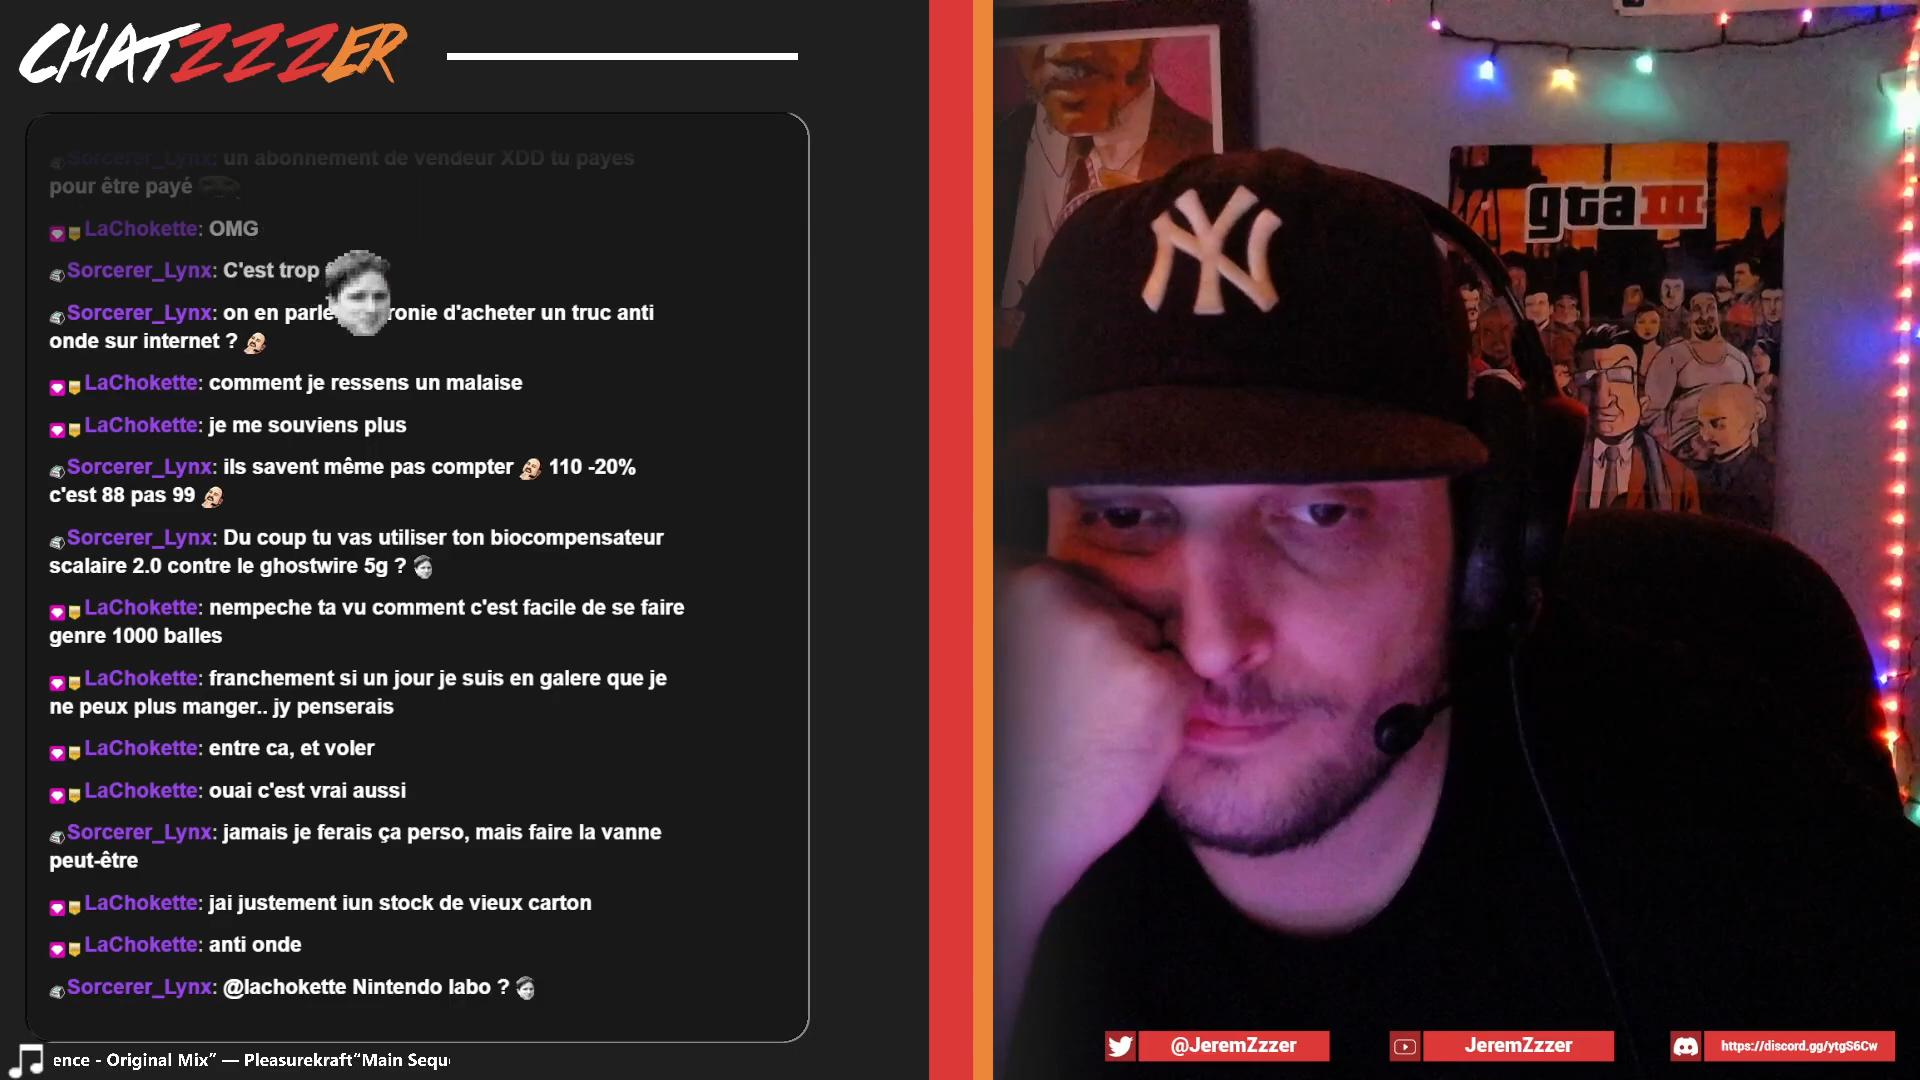 CHATZZZER
Sorcerer_Lynx: un abonnement de vendeur XDD tu payes
pour être payé
LaChokette: OMG
Sorcerer_Lynx: C'est trop
Sorcerer_Lynx: on en parle ronie d'acheter un truc anti
onde sur internet ?
LaChokette: comment je ressens un malaise
LaChokette: je me souviens plus
Sorcerer_Lynx: ils savent même pas compter 110 -20%
c'est 88 pas 99
Sorcerer_Lynx: Du coup tu vas utiliser ton biocompensateur
scalaire 2.0 contre le ghostwire 5g ?
LaChokette: nempeche ta vu comment c'est facile de se faire
genre 1000 balles
LaChokette: franchement si un jour je suis en galere que je
ne peux plus manger.. jy penserais
LaChokette: entre ca, et voler
LaChokette: ouai c'est vrai aussi
Sorcerer_Lynx: jamais je ferais ça perso, mais faire la vanne
peut-être
LaChokette: jai justement iun stock de vieux carton
LaChokette: anti onde
Sorcerer_Lynx: @lachokette Nintendo labo ?
ence - Original Mix” — Pleasurekraft“Main Sequ
NY
gta III
@JeremZzzer
JeremZzzer
https://discord.gg/ytgS6Cw